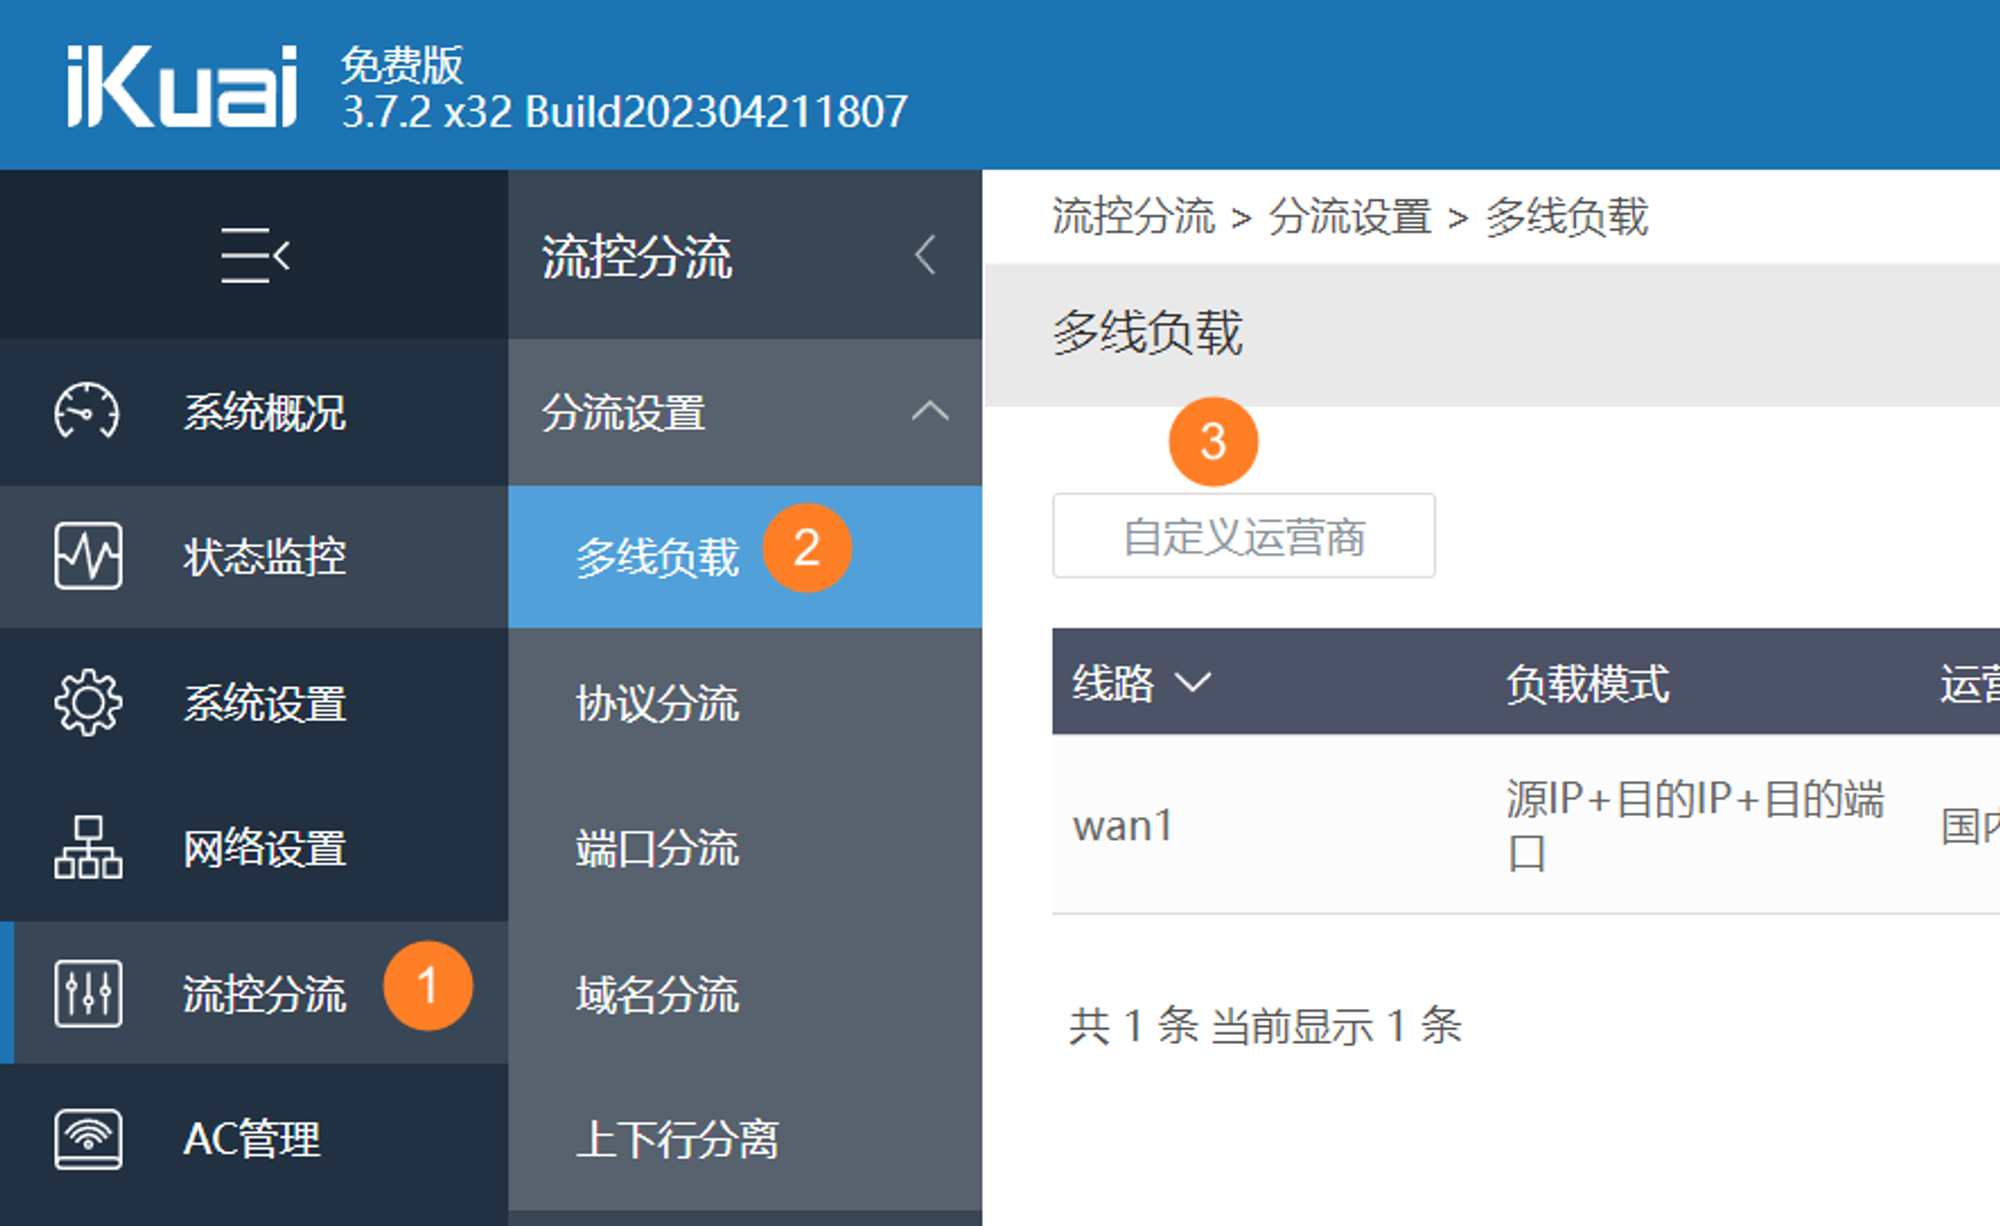 iKuai
免费版
3.7.2 x32 Build202304211807
系统概况
状态监控
系统设置
网络设置
流控分流 1
AC管理
流控分流
分流设置
多线负载 2
协议分流
端口分流
域名分流
上下行分离
流控分流 > 分流设置 > 多线负载
多线负载
3
自定义运营商
线路 负载模式 运营
wan1 源IP+目的IP+目的端
口 国内
共 1 条 当前显示 1 条